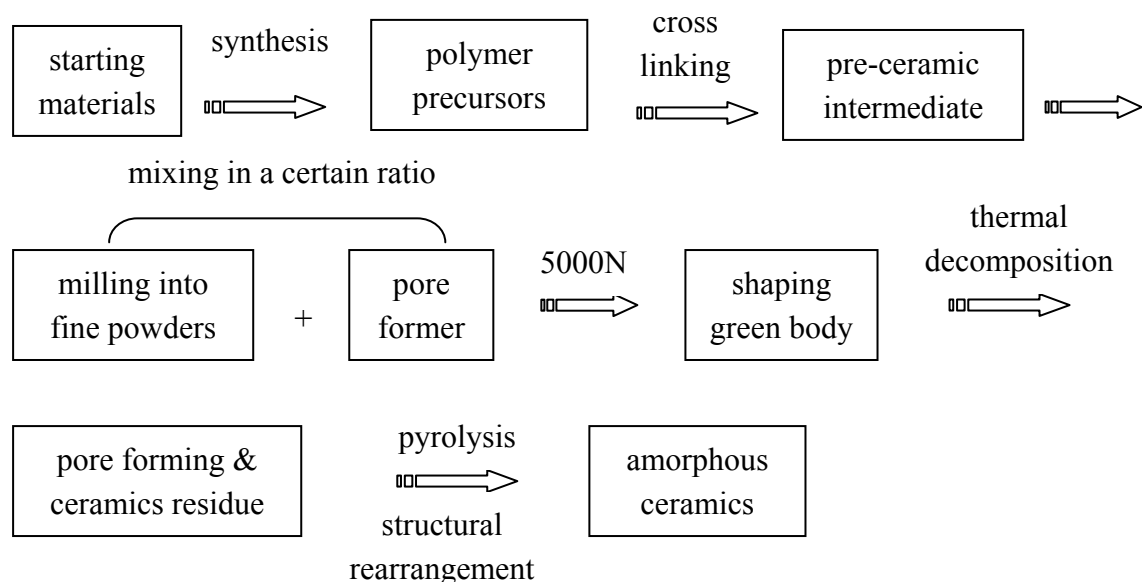 starting
materials
synthesis
polymer
precursors
cross
linking
pre-ceramic
intermediate
mixing in a certain ratio
milling into
fine powders
+
pore
former
5000N
shaping
green body
thermal
decomposition
pore forming &
ceramics residue
pyrolysis
structural
rearrangement
amorphous
ceramics